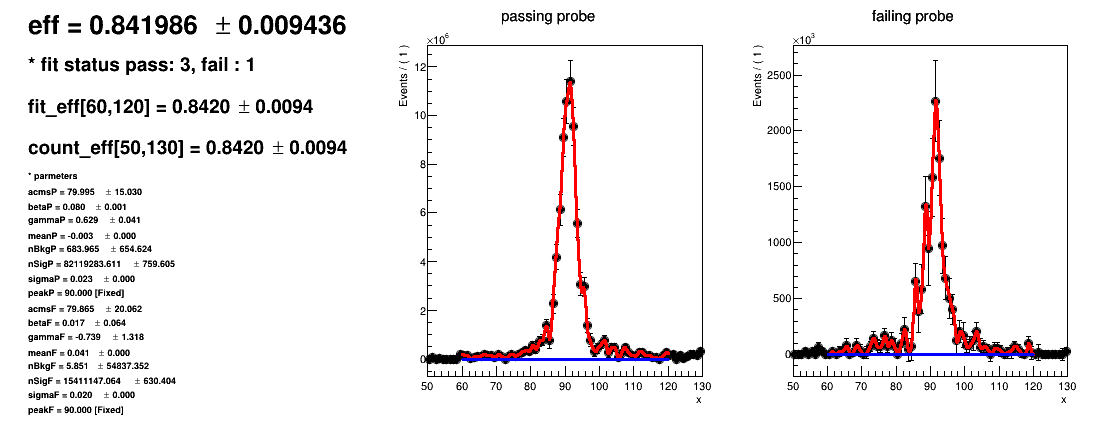 eff = 0.841986 ± 0.009436
* fit status pass: 3, fail : 1
fit_eff[60,120] = 0.8420 ± 0.0094
count_eff[50,130] = 0.8420 ± 0.0094
* parmeters
acmsP = 79.995 ± 15.030
betaP = 0.080 ± 0.001
gammaP = 0.629 ± 0.041
meanP = -0.003 ± 0.000
nBkgP = 683.965 ± 654.624
nSigP = 82119283.611 ± 759.605
sigmaP = 0.023 ± 0.000
peakP = 90.000 [Fixed]
acmsF = 79.865 ± 20.062
betaF = 0.017 ± 0.064
gammaF = -0.739 ± 1.318
meanF = 0.041 ± 0.000
nBkgF = 5.851 ± 54837.352
nSigF = 15411147.064 ± 630.404
sigmaF = 0.020 ± 0.000
peakF = 90.000 [Fixed]
passing probe
×10⁶
Events / ( 1 )
12
10
8
6
4
2
0
50 60 70 80 90 100 110 120 130
x
failing probe
×10³
Events / ( 1 )
2500
2000
1500
1000
500
0
50 60 70 80 90 100 110 120 130
x